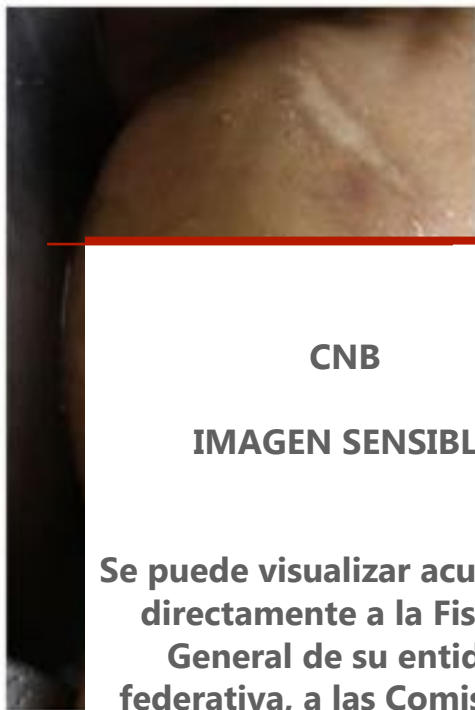 CNB
IMAGEN SENSIBL
Se puede visualizar acu
directamente a la Fis
General de su entid
federativa, a las Comis